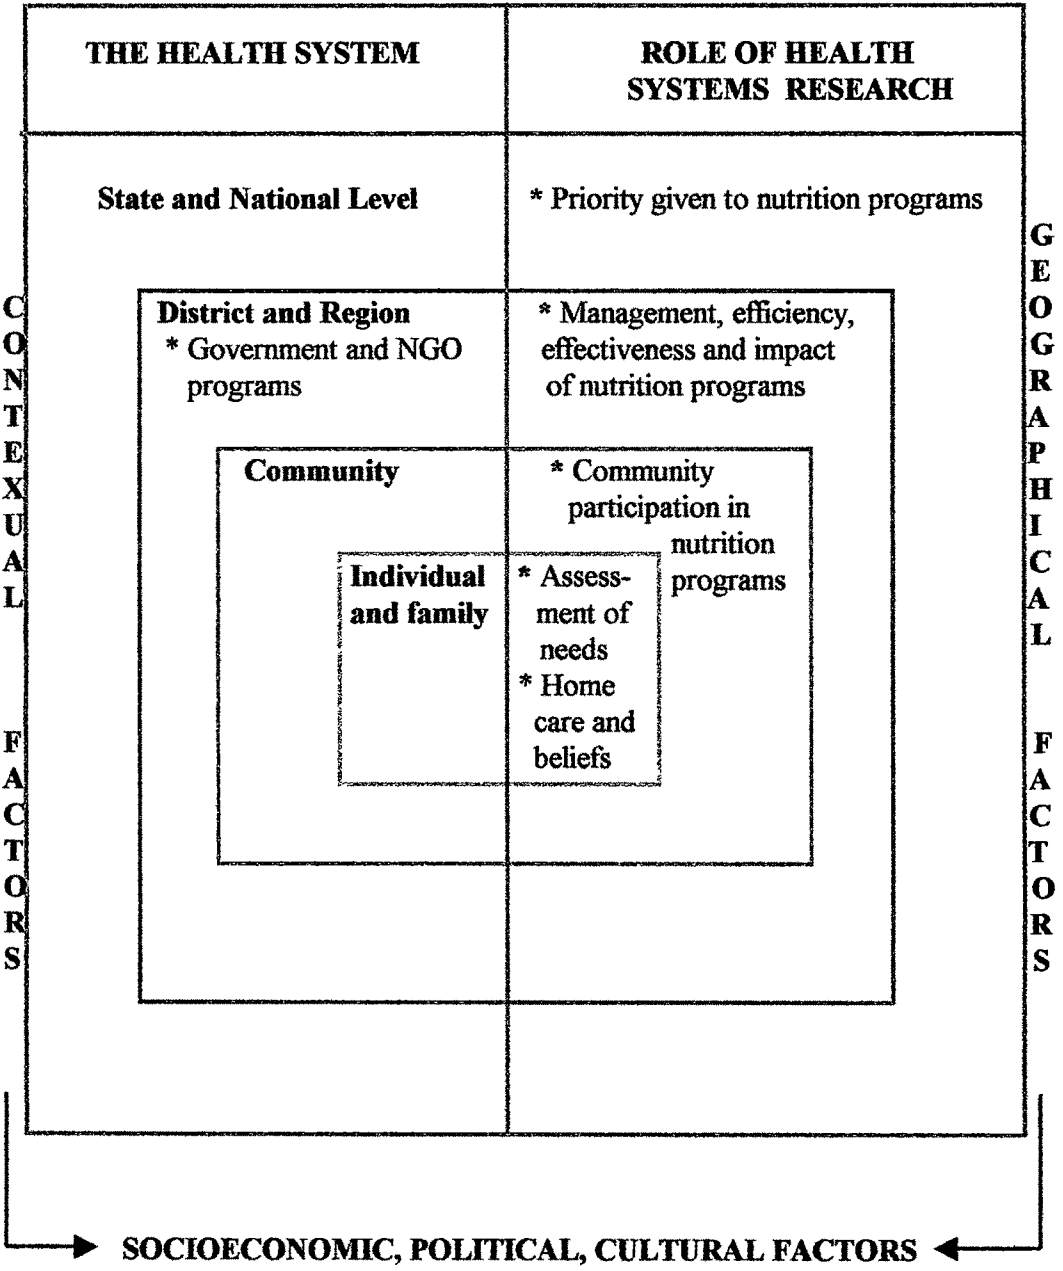 THE HEALTH SYSTEM
ROLE OF HEALTH
SYSTEMS RESEARCH
State and National Level
* Priority given to nutrition programs
District and Region
* Government and NGO
programs
* Management, efficiency,
effectiveness and impact
of nutrition programs
Community
* Community
participation in
nutrition
programs
Individual
and family
* Assess-
ment of
needs
* Home
care and
beliefs
CONTEXUAL FACTORS
GEOGRAPHICAL FACTORS
SOCIOECONOMIC, POLITICAL, CULTURAL FACTORS